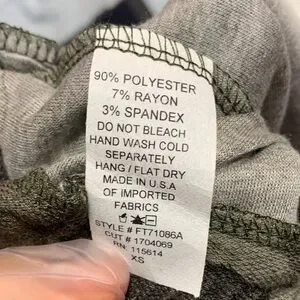 90% POLYESTER
7% RAYON
3% SPANDEX
DO NOT BLEACH
HAND WASH COLD
SEPARATELY
HANG / FLAT DRY
MADE IN U.S.A
OF IMPORTED
FABRICS
STYLE # FT71086A
CUT # 1704069
RN: 115614
XS